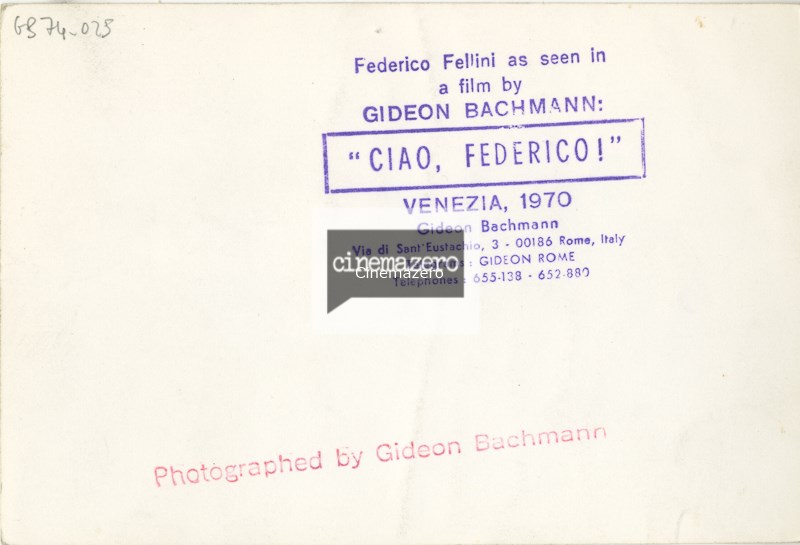 GB 74-025
Federico Fellini as seen in
a film by
GIDEON BACHMANN:
"CIAO, FEDERICO!"
VENEZIA, 1970
Gideon Bachmann
Via di Sant'Eustachio, 3 - 00186 Rome, Italy
: GIDEON ROME
Telephones: 655-138 - 652-880
cinemazero
Cinemazero
Photographed by Gideon Bachmann